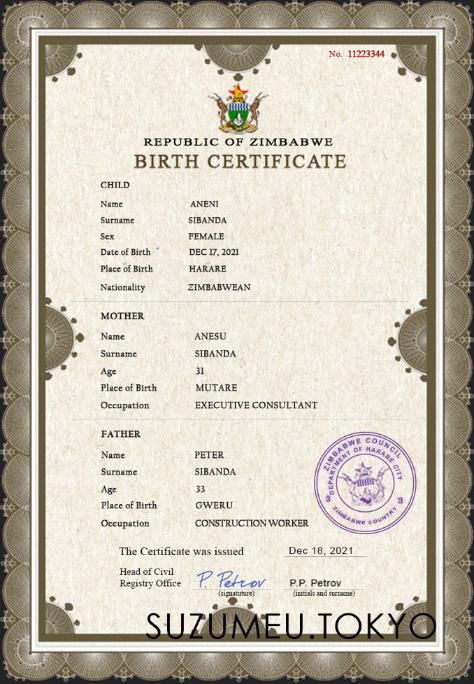 No. 11223344
REPUBLIC OF ZIMBABWE
BIRTH CERTIFICATE
CHILD
Name ANENI
Surname SIBANDA
Sex FEMALE
Date of Birth DEC 17, 2021
Place of Birth HARARE
Nationality ZIMBABWEAN
MOTHER
Name ANESU
Surname SIBANDA
Age 31
Place of Birth MUTARE
Occupation EXECUTIVE CONSULTANT
FATHER
Name PETER
Surname SIBANDA
Age 33
Place of Birth GWERU
Occupation CONSTRUCTION WORKER
ZIMBABWE COUNCIL
DEPARTMENT OF HARARE CITY
3 3
ZIMBABWE COUNTRY
The Certificate was issued Dec 18, 2021
Head of Civil
Registry Office P. Petrov P.P. Petrov
(signatuture) (initials and surname)
SUZUMEU.TOKYO